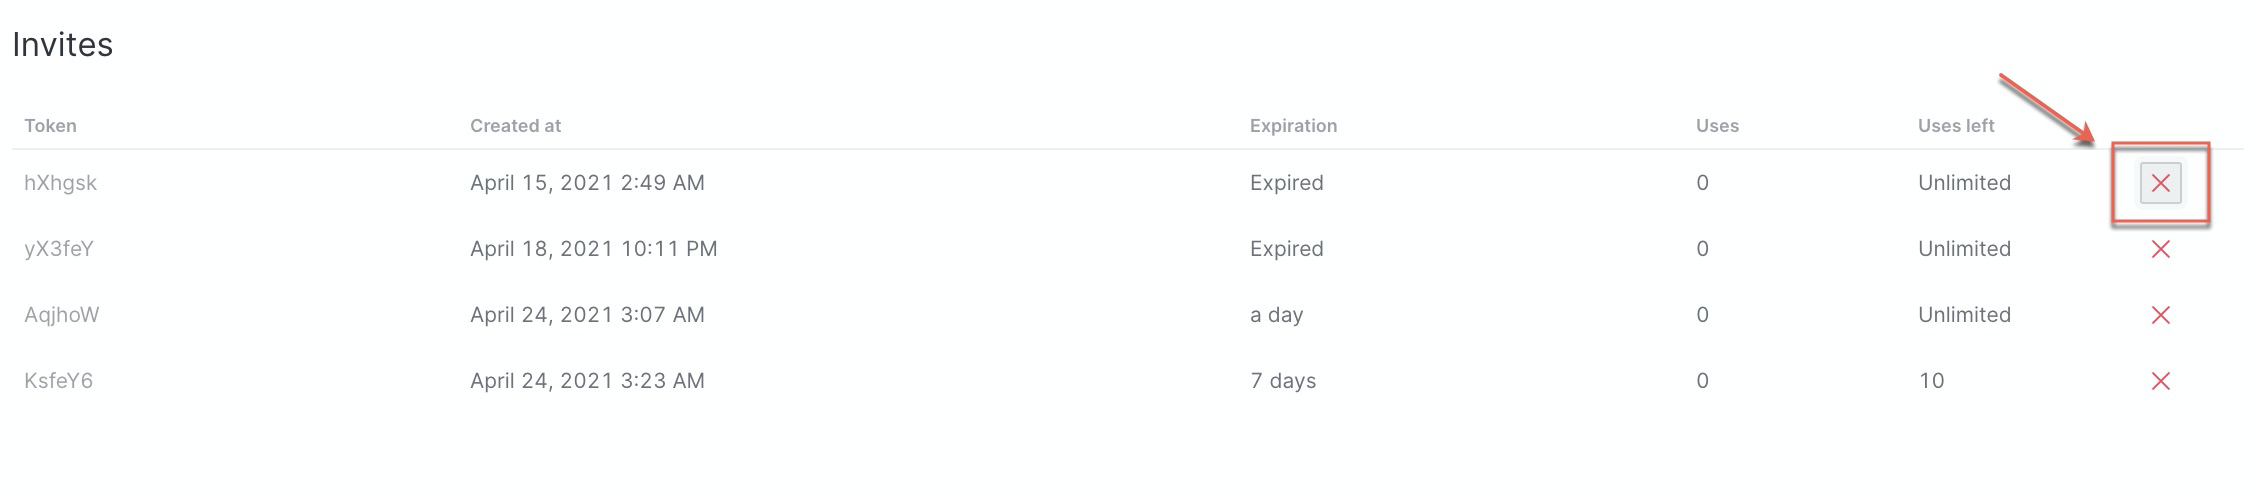 Invites
Token Created at Expiration Uses Uses left
hXhgsk April 15, 2021 2:49 AM Expired 0 Unlimited
yX3feY April 18, 2021 10:11 PM Expired 0 Unlimited
AqjhoW April 24, 2021 3:07 AM a day 0 Unlimited
KsfeY6 April 24, 2021 3:23 AM 7 days 0 10